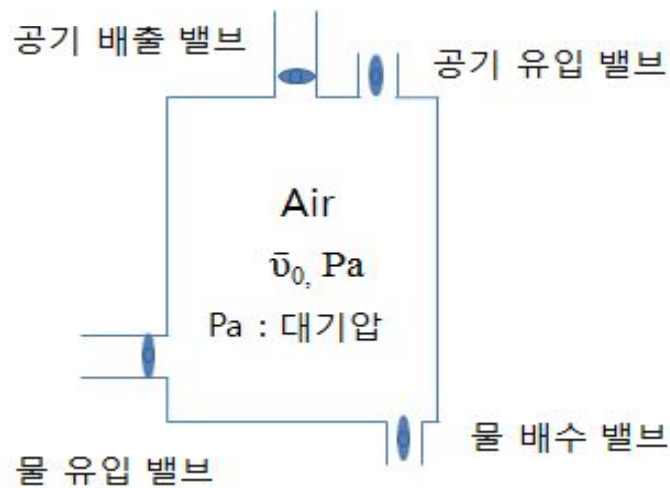 공기 배출 밸브
공기 유입 밸브
Air
ῡ₀, Pa
Pa : 대기압
물 유입 밸브
물 배수 밸브